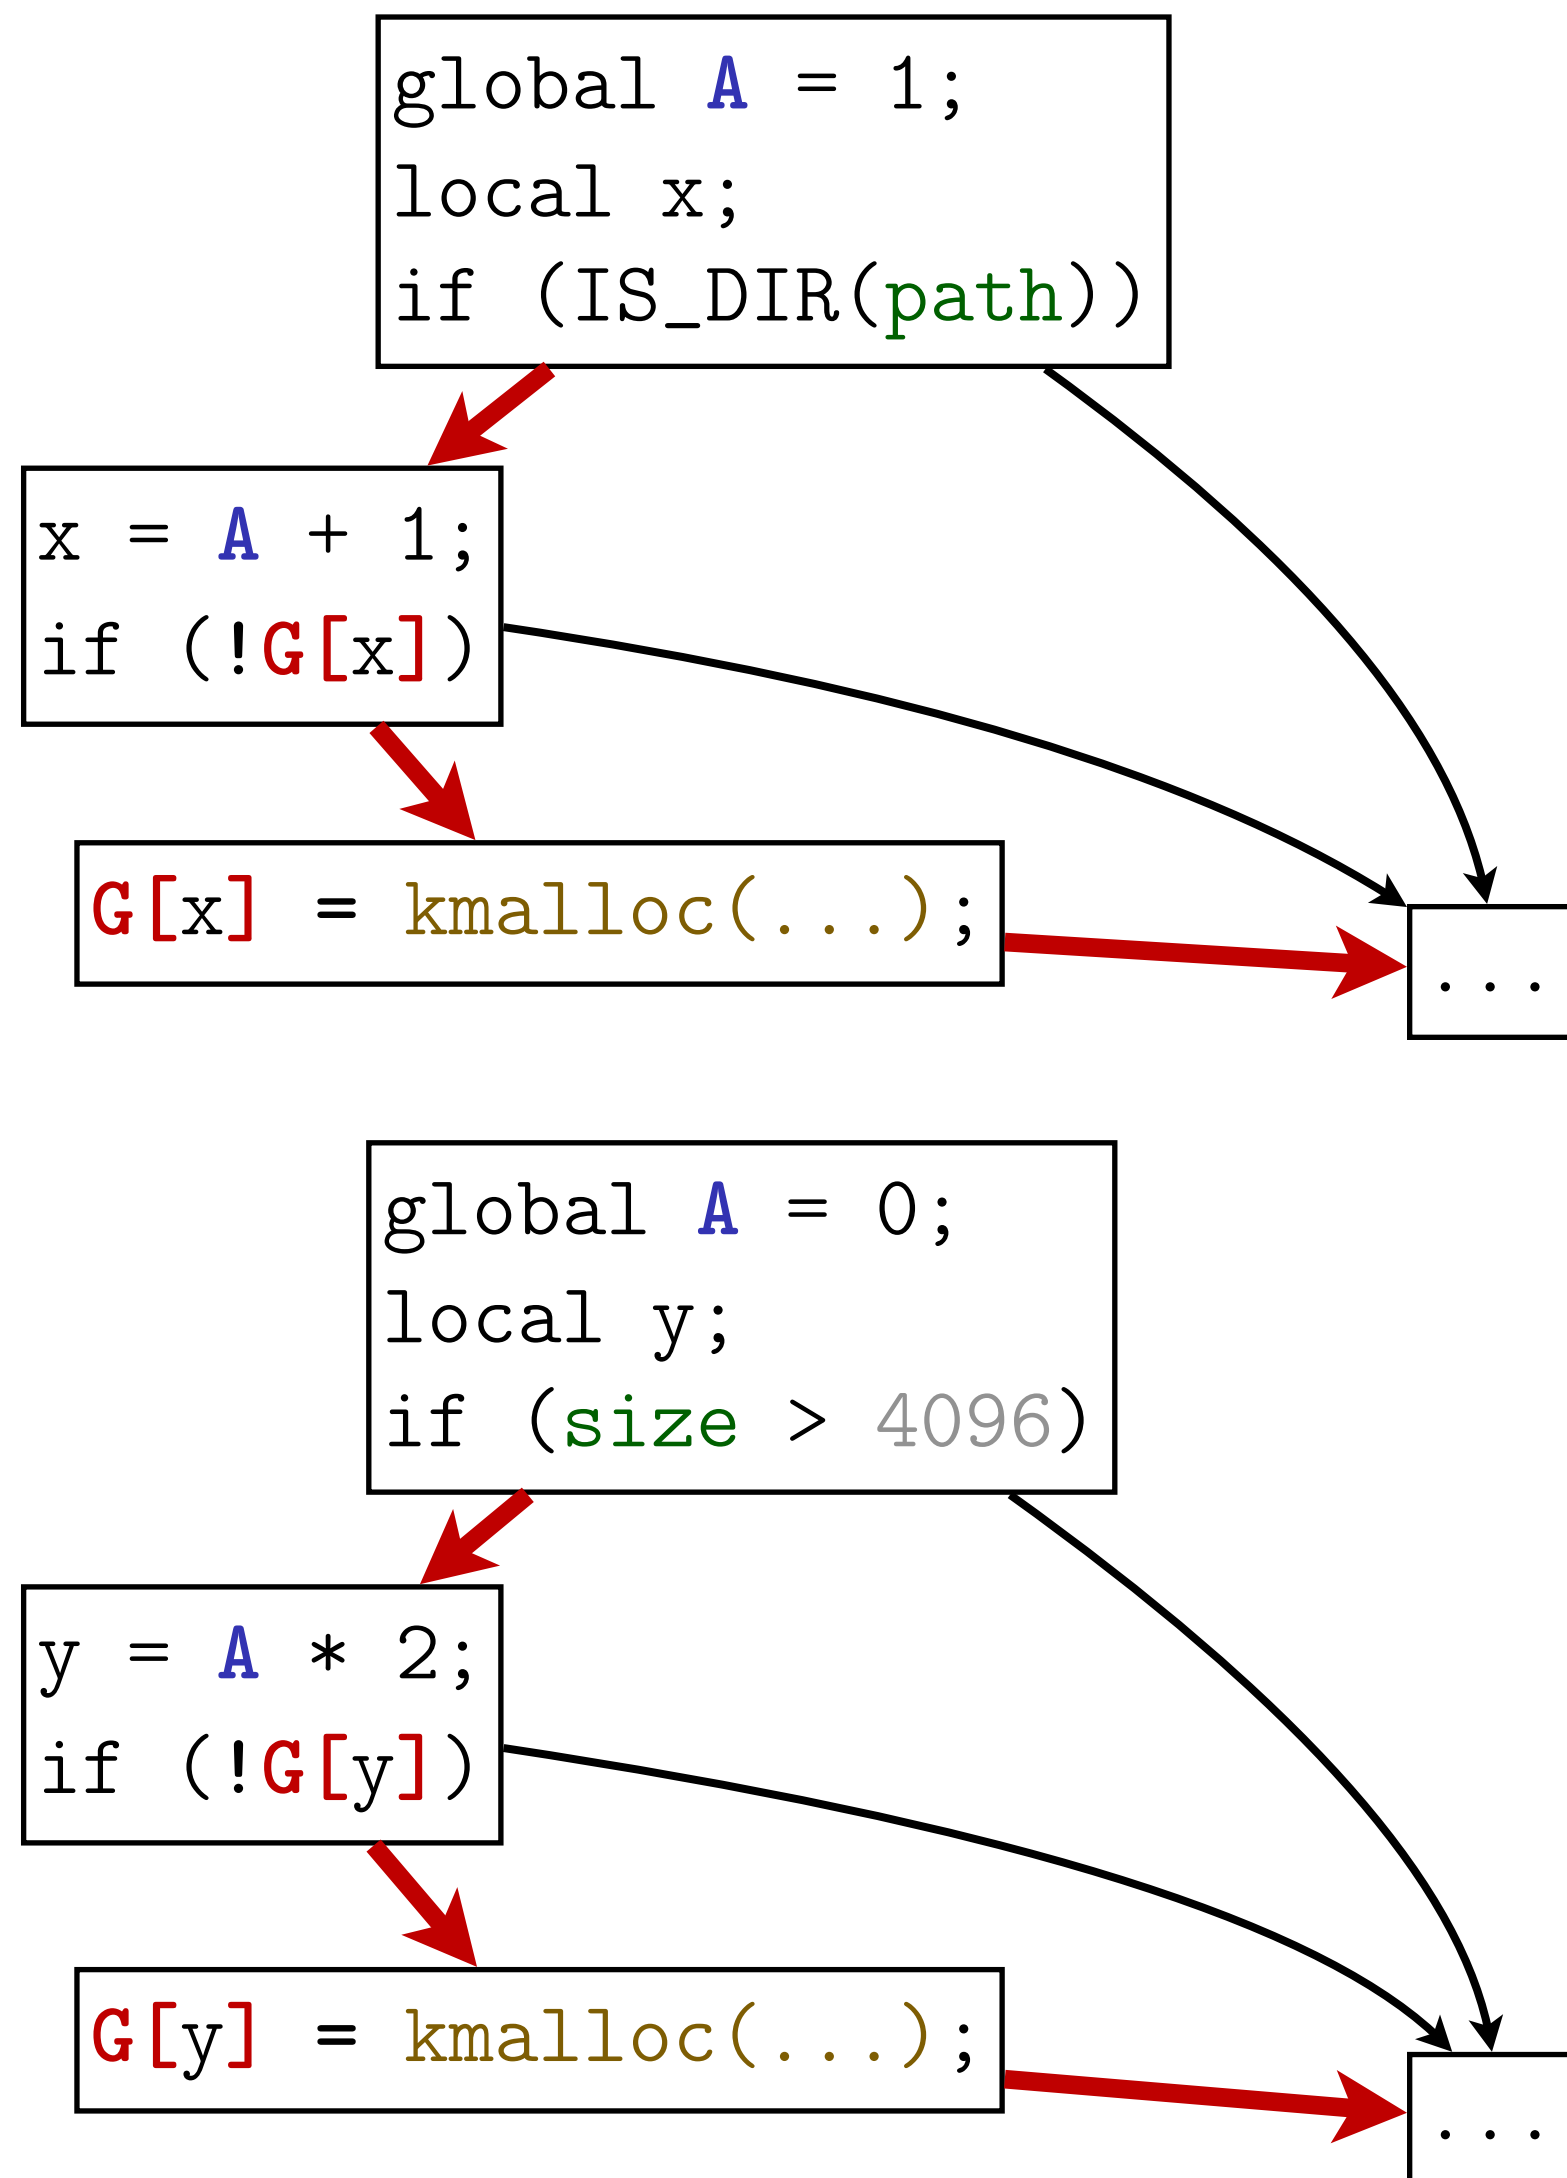 global A = 1;
local x;
if (IS_DIR(path))
x = A + 1;
if (!G[x])
G[x] = kmalloc(...);
...
global A = 0;
local y;
if (size > 4096)
y = A * 2;
if (!G[y])
G[y] = kmalloc(...);
...